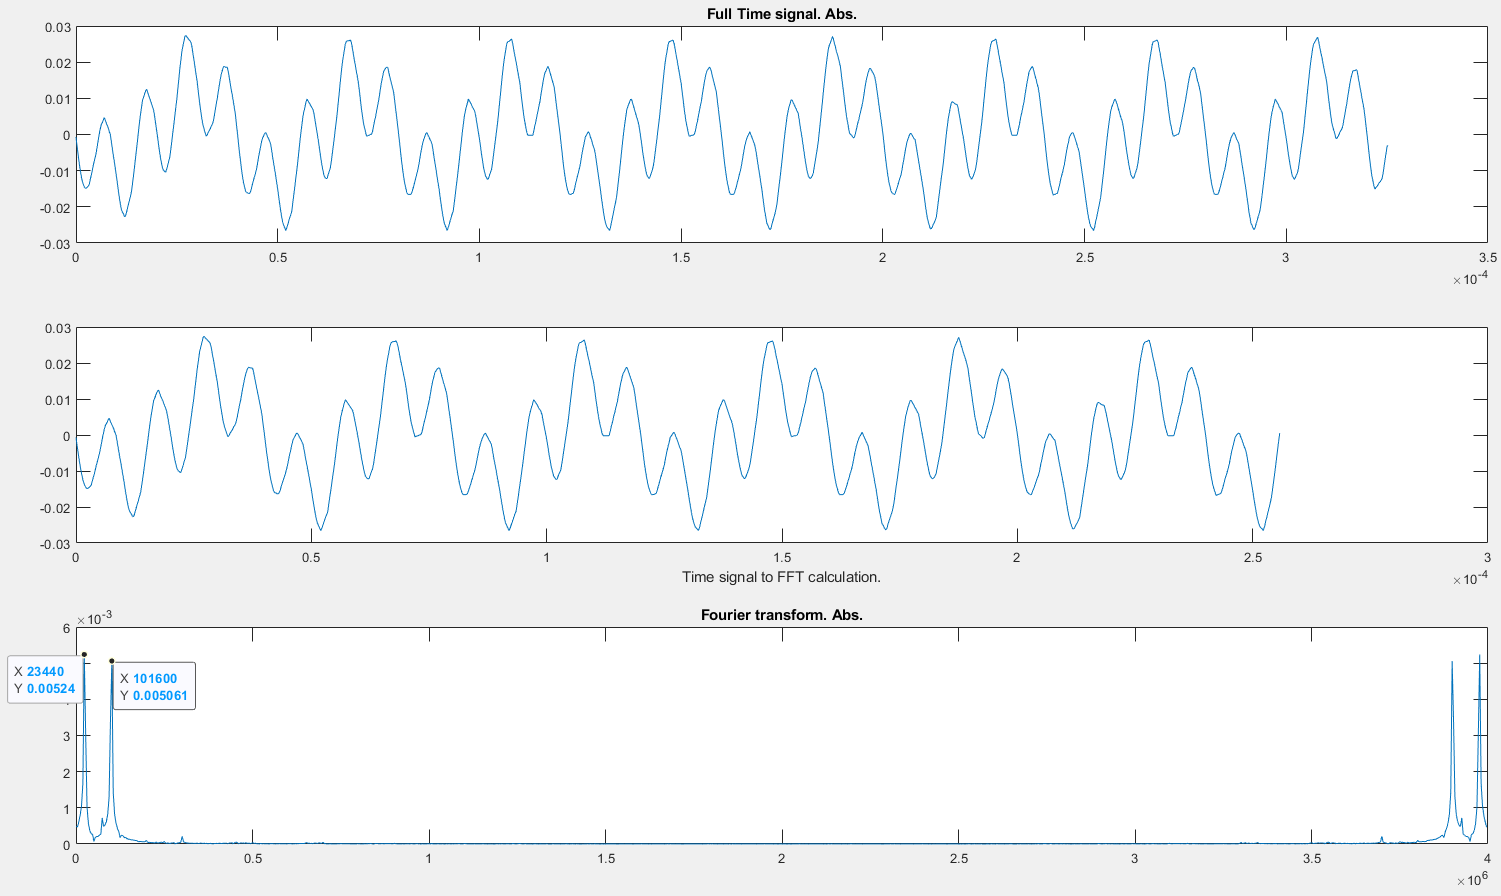 Full Time signal. Abs.
0.03
0.02
0.01
0
-0.01
-0.02
-0.03
0 0.5 1 1.5 2 2.5 3 3.5
×10-4
0.03
0.02
0.01
0
-0.01
-0.02
-0.03
0 0.5 1 1.5 2 2.5 3
Time signal to FFT calculation.
×10-4
Fourier transform. Abs.
×10-3
6
X 23440
Y 0.00524
X 101600
Y 0.005061
3
2
1
0
0 0.5 1 1.5 2 2.5 3 3.5 4
×106